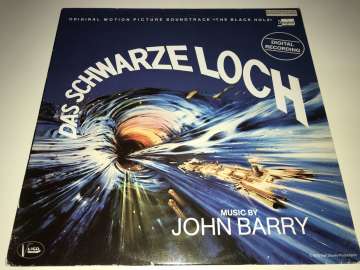 ORIGINAL MOTION PICTURE SOUNDTRACK "THE BLACK HOLE"
DIGITAL
RECORDING
DAS SCHWARZE LOCH
MUSIC BY
JOHN BARRY